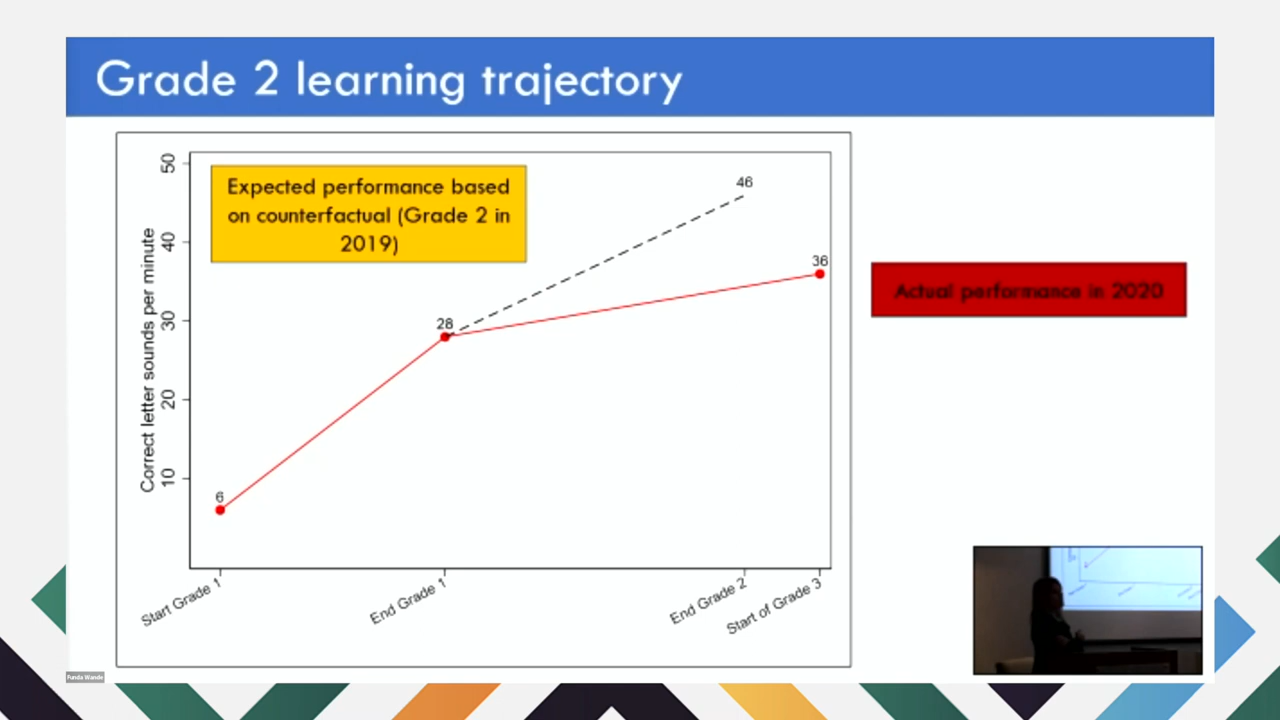 Grade 2 learning trajectory
Expected performance based
on counterfactual (Grade 2 in
2019)
Actual performance in 2020
Correct letter sounds per minute
50
40
30
20
10
6
28
46
36
Start Grade 1
End Grade 1
End Grade 2
Start of Grade 3
Funda Wande